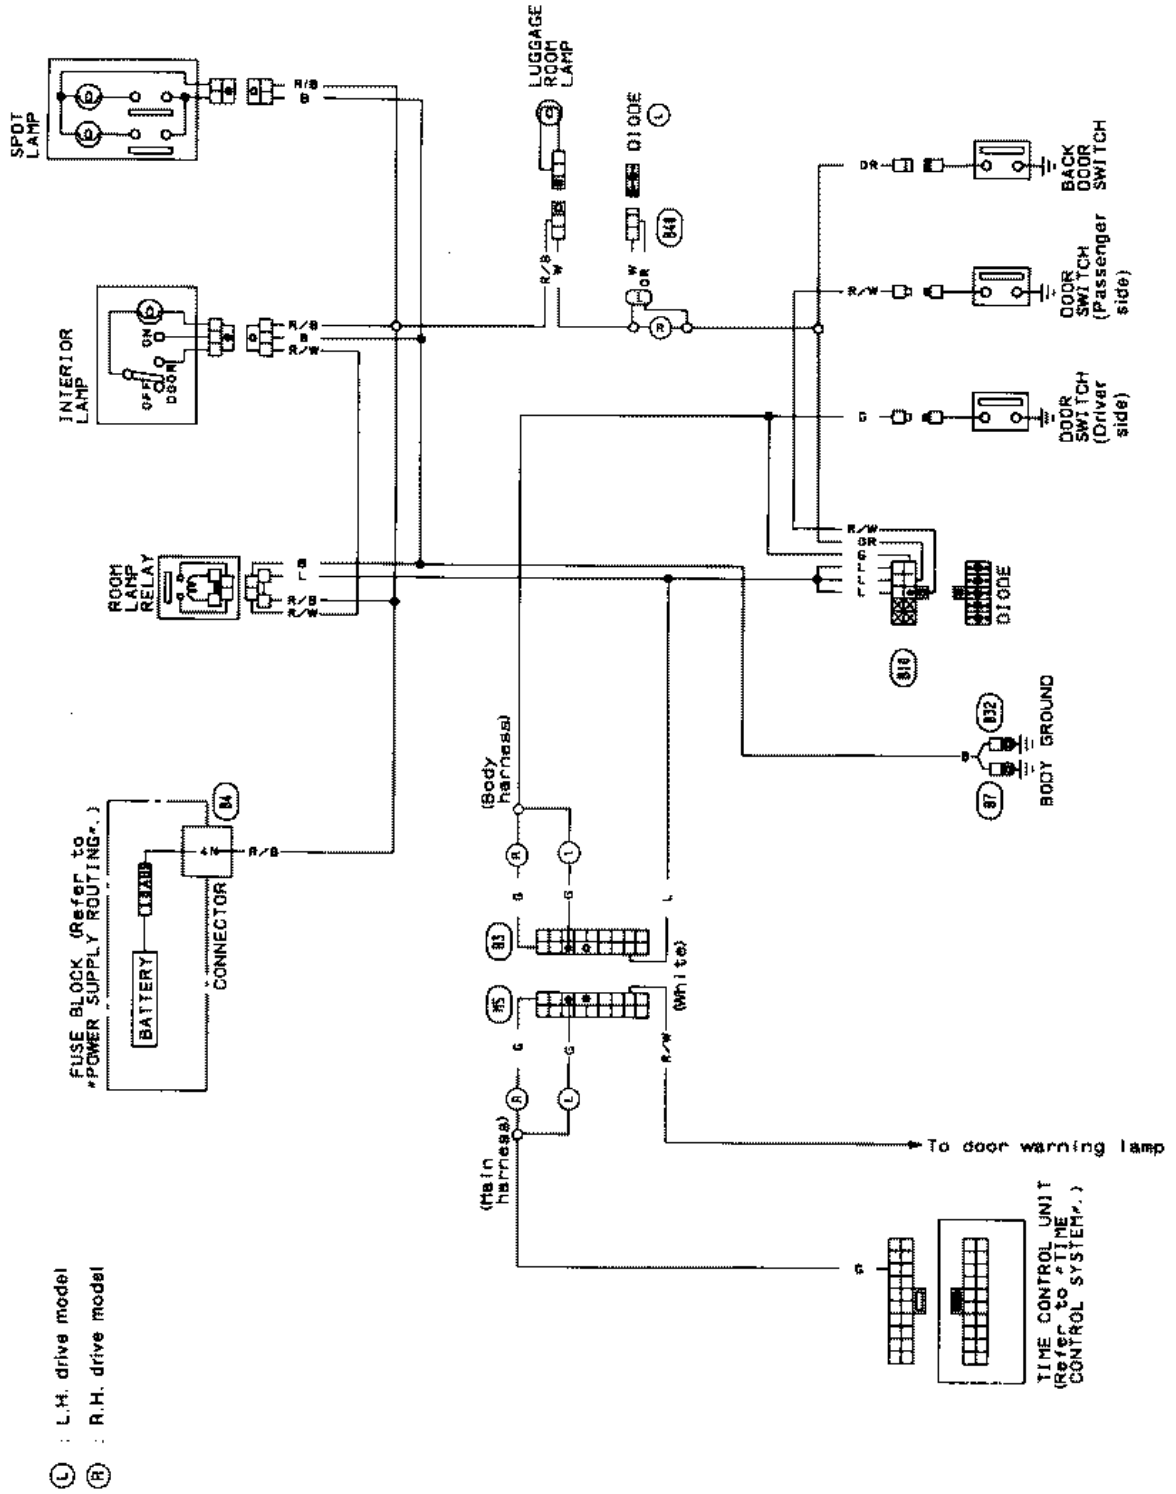 SPOT
LAMP
R/B
B
LUGGAGE
ROOM
LAMP
DIODE
L
B48
R/B
W
W
OR
R
OR
BACK
DOOR
SWITCH
INTERIOR
LAMP
ON
OFF
DOOR
R/B
B
R/W
R/W
DOOR
SWITCH
(Passenger
side)
G
DOOR
SWITCH
(Driver
side)
ROOM
LAMP
RELAY
B
L
R/B
R/W
R/W
OR
G
L
L
L
DIODE
B18
FUSE BLOCK (Refer to
"POWER SUPPLY ROUTING".)
BATTERY
CONNECTOR
4N
B4
R/B
(Body
harness)
R
L
G
G
L
B3
M5
(White)
B
B32
B7
BODY GROUND
G
G
R/W
R
L
(Main
harness)
To door warning lamp
G
TIME CONTROL UNIT
(Refer to "TIME
CONTROL SYSTEM".)
L : L.H. drive model
R : R.H. drive model